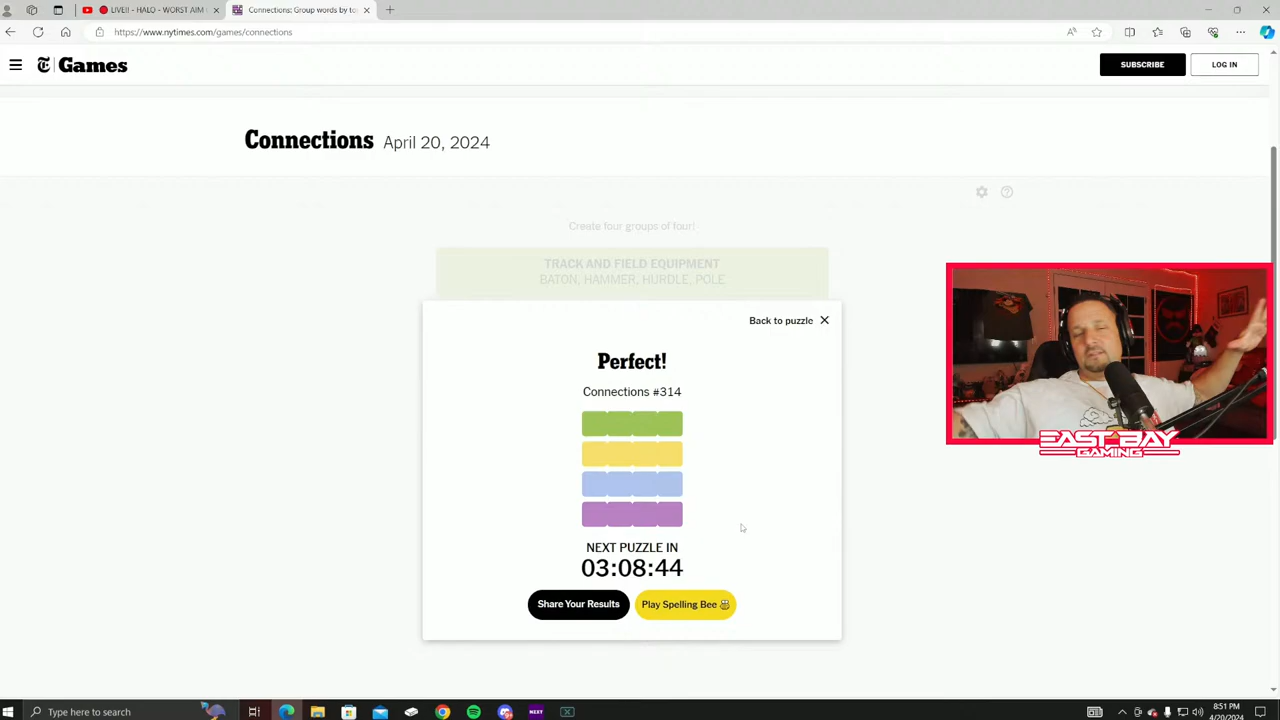 LIVE!! - HALO - WORST AIM
Connections: Group words by to
https://www.nytimes.com/games/connections
Games
SUBSCRIBE
LOG IN
Connections April 20, 2024
Create four groups of four!
TRACK AND FIELD EQUIPMENT
BATON, HAMMER, HURDLE, POLE
Back to puzzle
Perfect!
Connections #314
NEXT PUZZLE IN
03:08:44
Share Your Results
Play Spelling Bee
EAST BAY
GAMING
Type here to search
NEXT
8:51 PM
4/20/2024